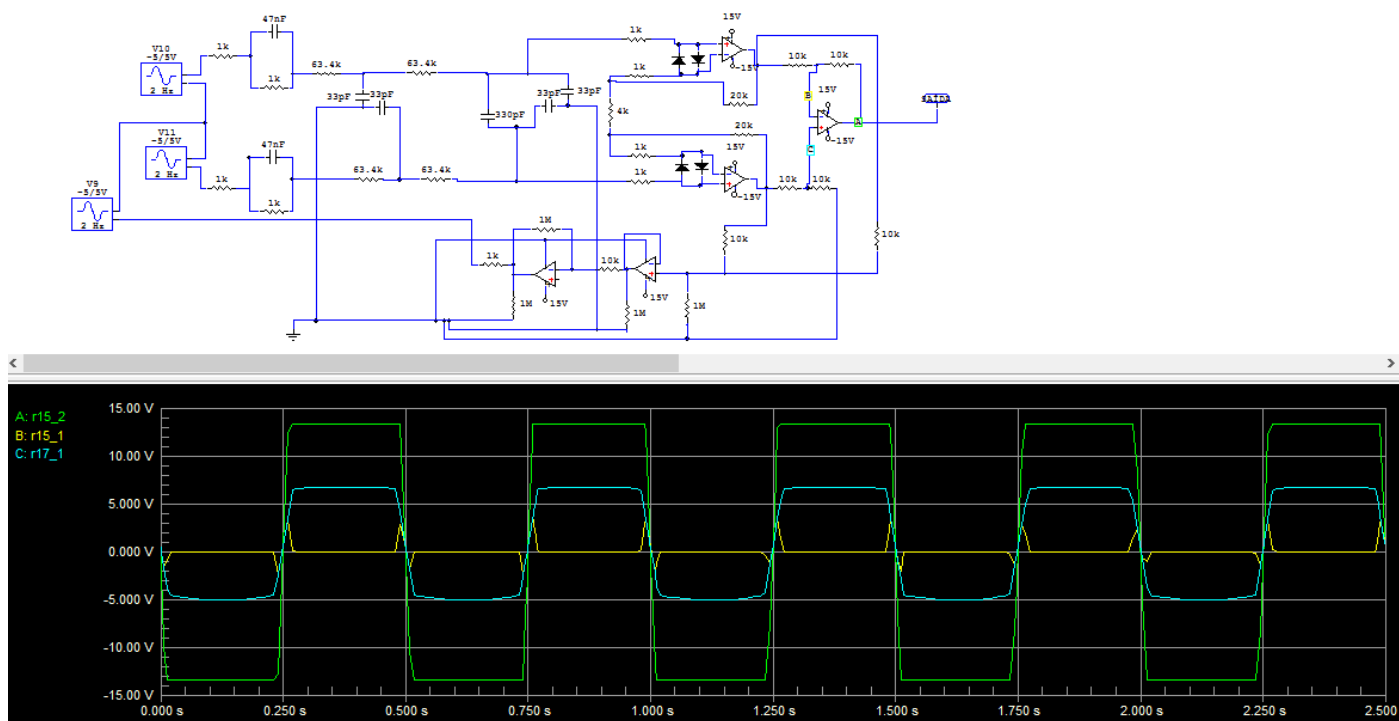 47nF
15V
V10
-5/5V
2 Hz
1k
1k
63.4k
63.4k
1k
1k
-15V
10k
10k
33pF
33pF
33pF
33pF
330pF
20k
4k
B
15V
SAIDA
A
-15V
C
V11
-5/5V
2 Hz
47nF
1k
1k
63.4k
63.4k
20k
1k
1k
15V
-15V
10k
10k
V9
-5/5V
2 Hz
1M
1k
10k
10k
10k
15V
15V
1M
1M
1M
A: r15_2
B: r15_1
C: r17_1
15.00 V
10.00 V
5.000 V
0.000 V
-5.000 V
-10.00 V
-15.00 V
0.000 s
0.250 s
0.500 s
0.750 s
1.000 s
1.250 s
1.500 s
1.750 s
2.000 s
2.250 s
2.500